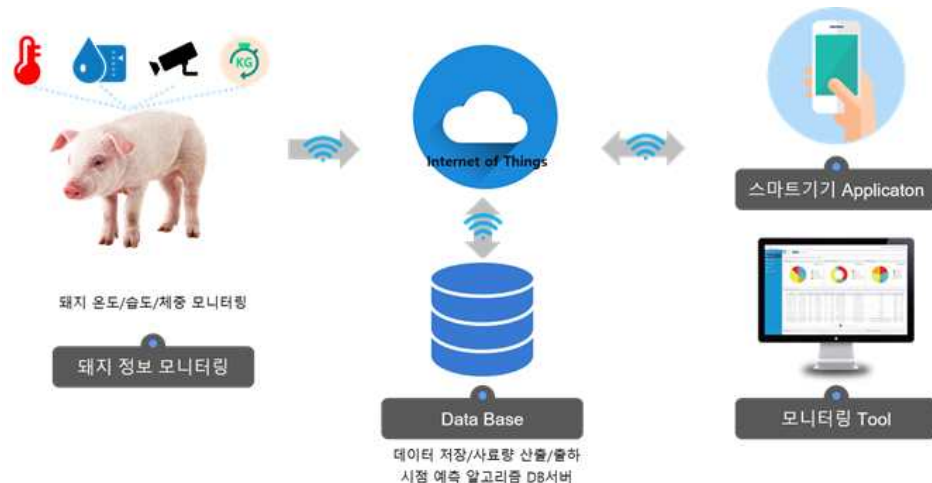 KG
Internet of Things
스마트기기 Applicaton
돼지 온도/습도/체중 모니터링
돼지 정보 모니터링
Data Base
모니터링 Tool
데이터 저장/사료량 산출/출하
시점 예측 알고리즘 DB서버